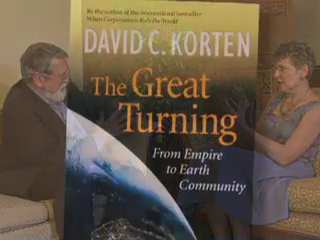 By the author of the international bestseller
When Corporations Rule the World
DAVID C. KORTEN
The Great
Turning
From Empire
to Earth
Community